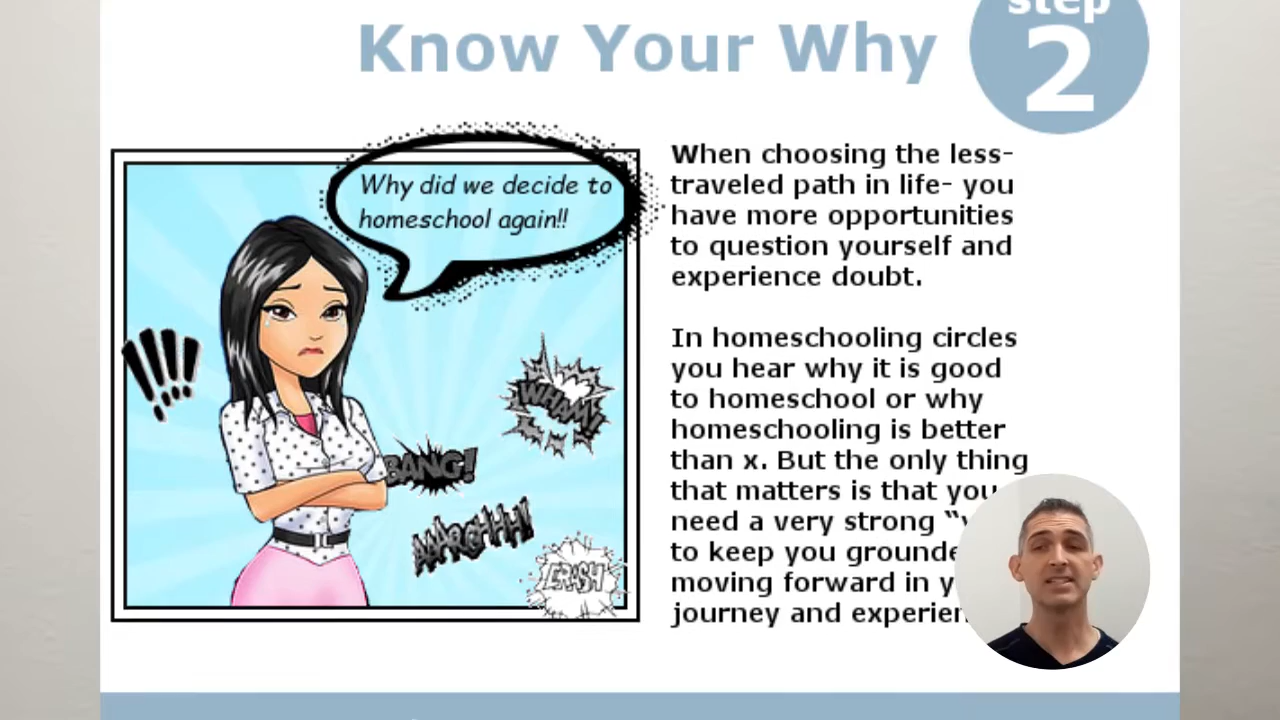 step
Know Your Why
2
Why did we decide to
homeschool again!!
!!!
WHAM!
BANG!
AAARGHHH!
CRASH
When choosing the less-
traveled path in life- you
have more opportunities
to question yourself and
experience doubt.
In homeschooling circles
you hear why it is good
to homeschool or why
homeschooling is better
than x. But the only thing
that matters is that you
need a very strong
to keep you
moving forward in
journey and